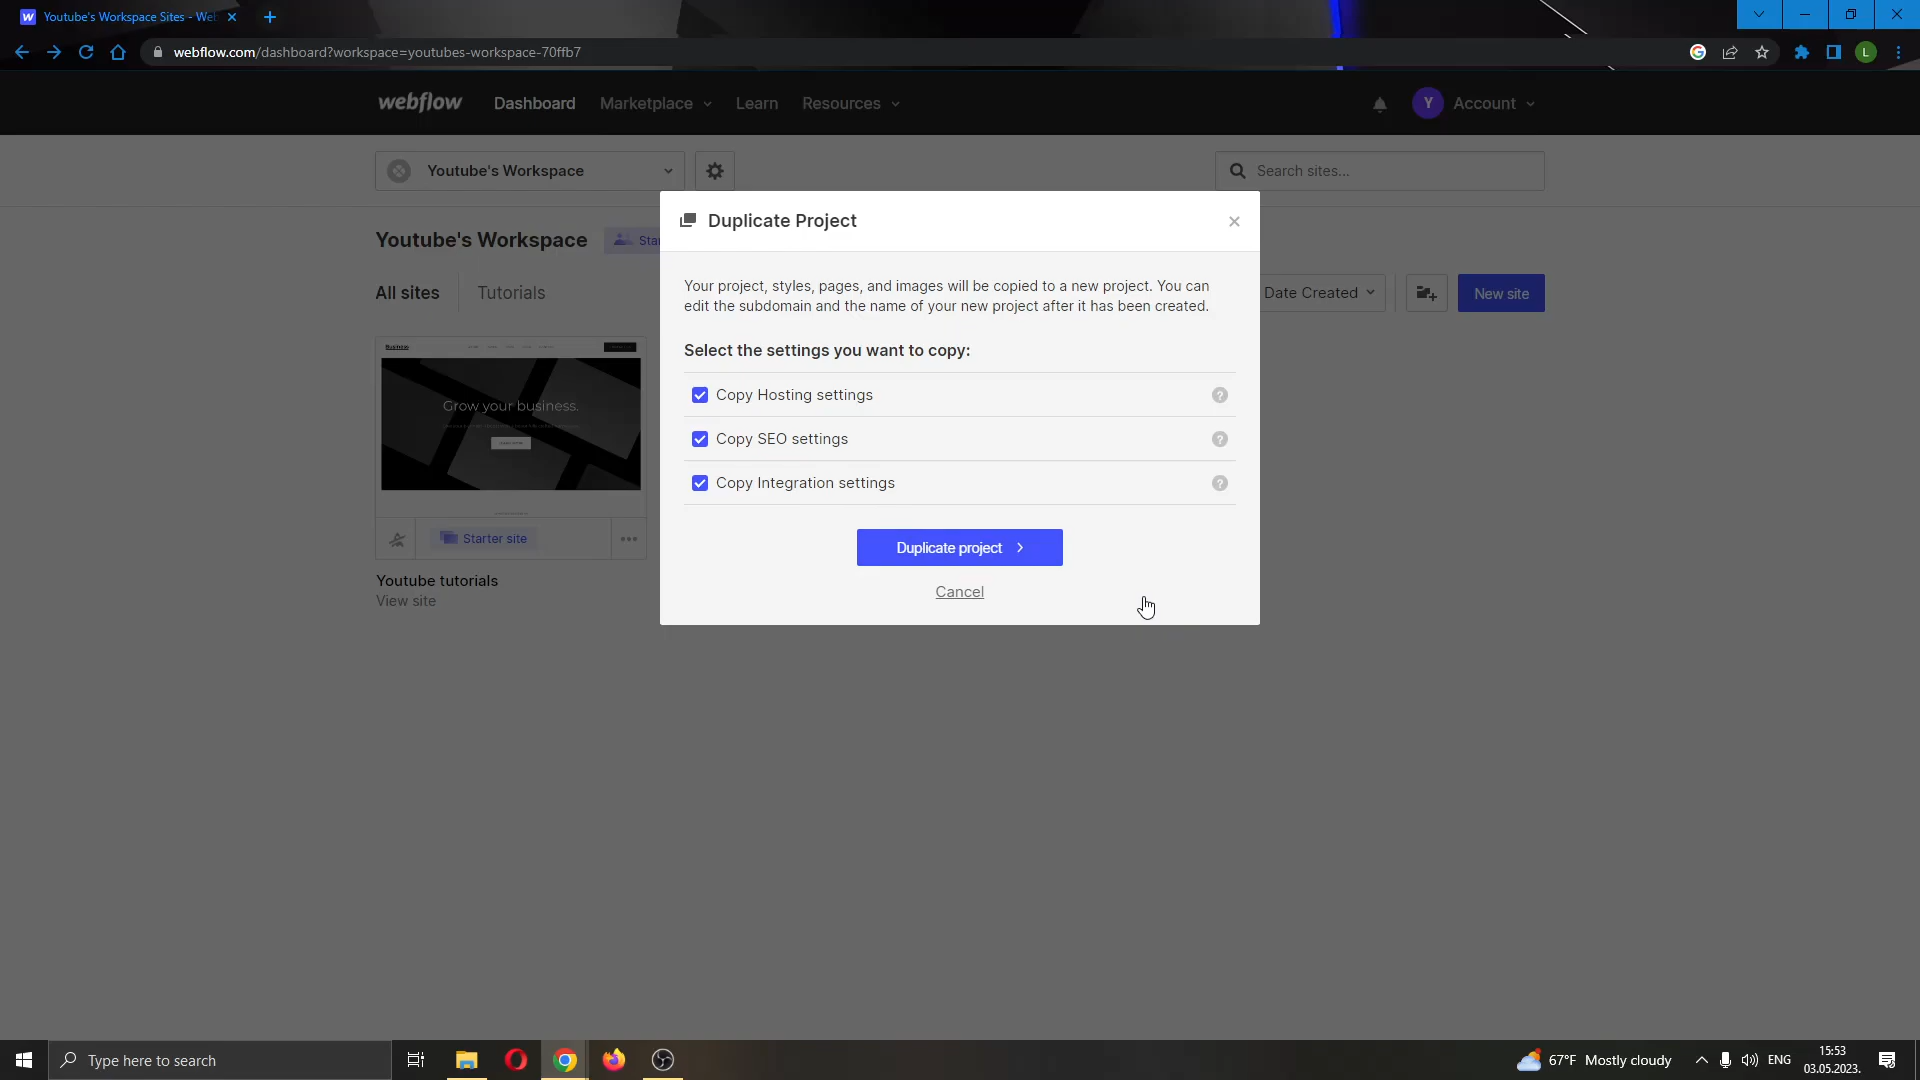 Youtube's Workspace Sites - We
webflow.com/dashboard?workspace=youtubes-workspace-70ffb7
L
webflow
Dashboard
Marketplace
Learn
Resources
Y
Account
Youtube's Workspace
Search sites...
Youtube's Workspace
Star
All sites
Tutorials
Date Created
New site
Duplicate Project
Your project, styles, pages, and images will be copied to a new project. You can
edit the subdomain and the name of your new project after it has been created.
Select the settings you want to copy:
Copy Hosting settings
?
Copy SEO settings
?
Copy Integration settings
?
Duplicate project
Cancel
Business
Grow your business.
Starter site
Youtube tutorials
View site
Type here to search
67°F Mostly cloudy
ENG
15:53
03.05.2023.